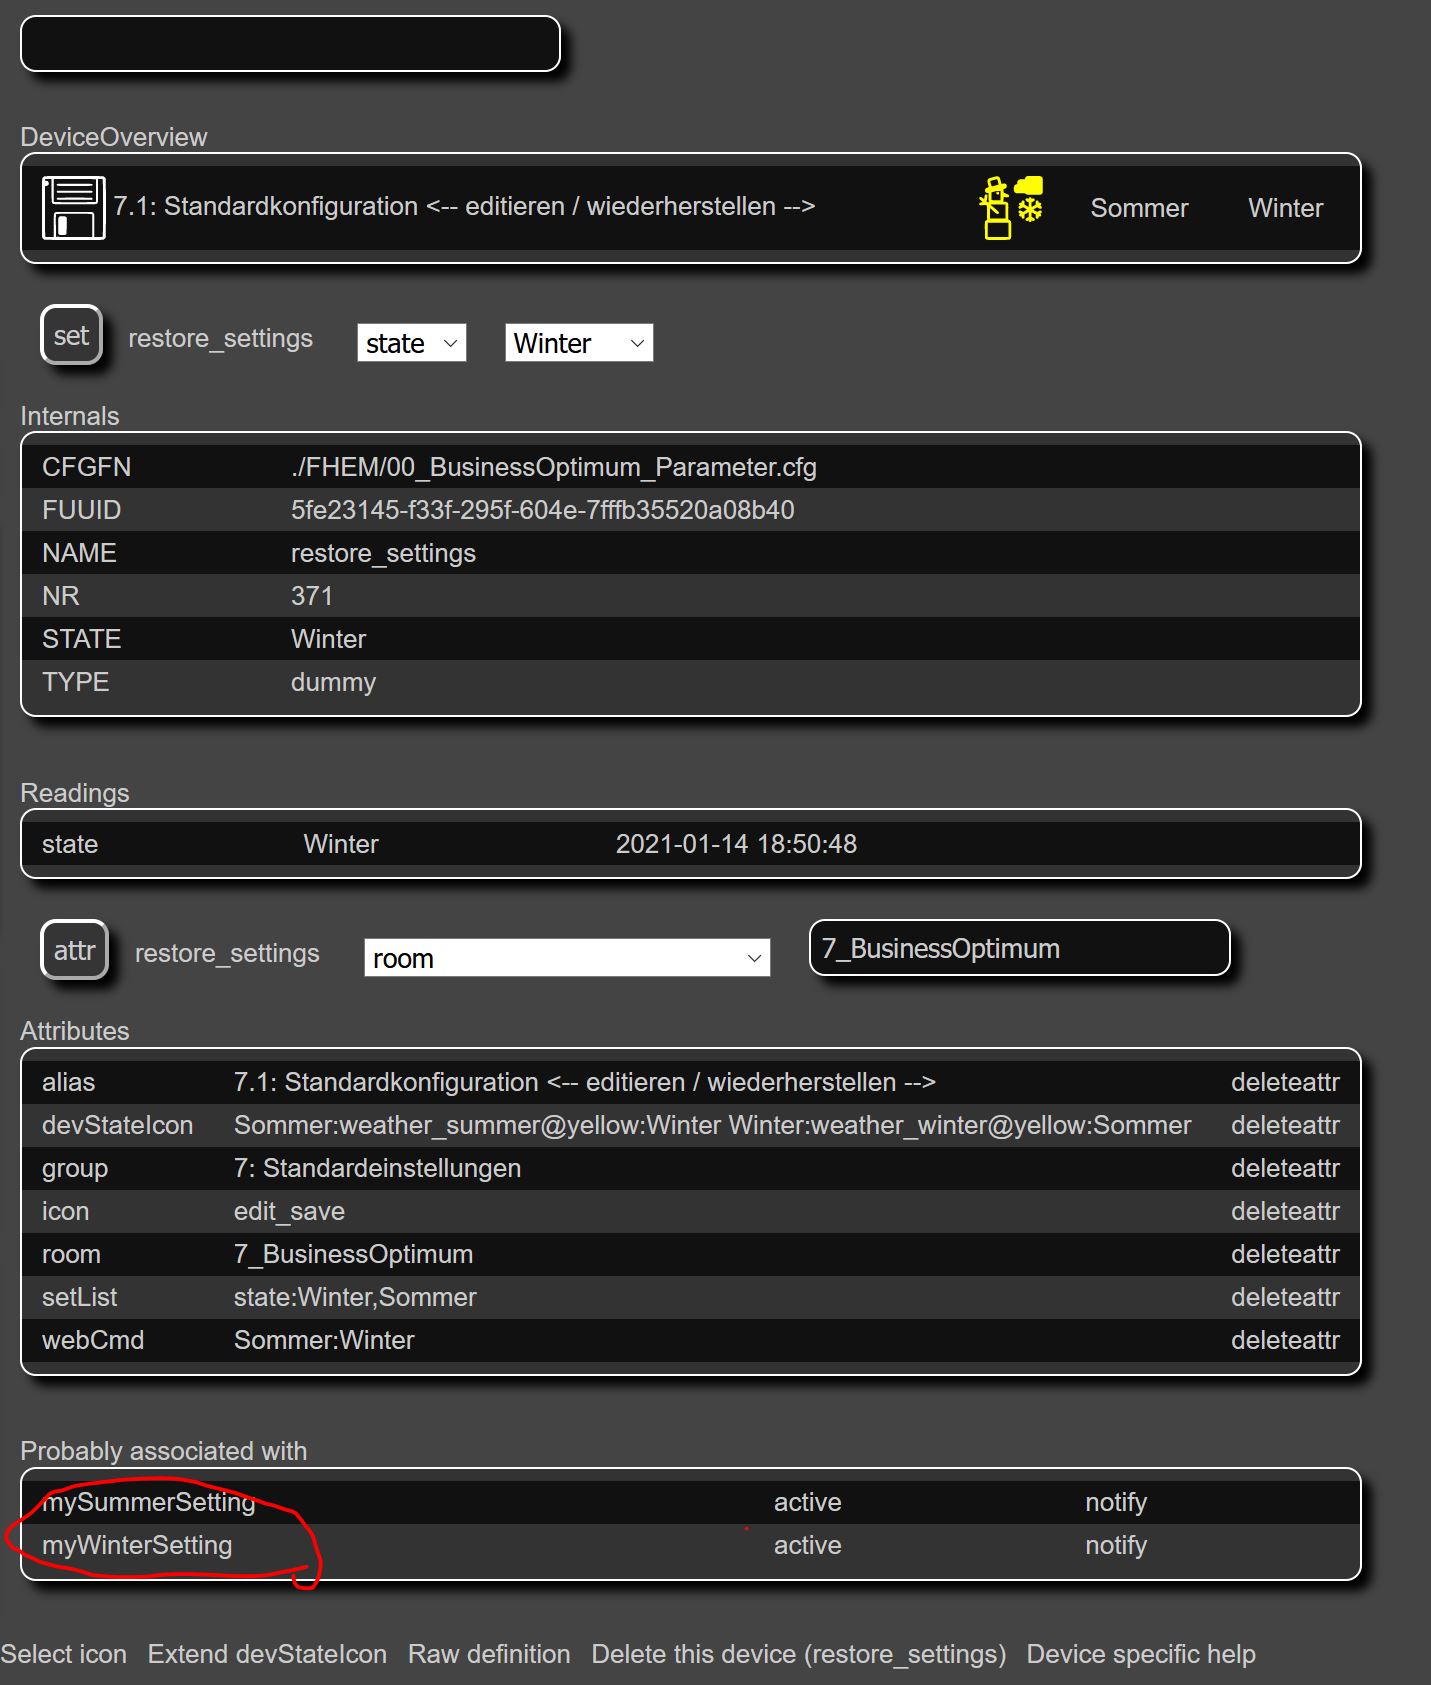 DeviceOverview
7.1: Standardkonfiguration <-- editieren / wiederherstellen --> Sommer Winter
set restore_settings state Winter
Internals
CFGFN ./FHEM/00_BusinessOptimum_Parameter.cfg
FUUID 5fe23145-f33f-295f-604e-7fffb35520a08b40
NAME restore_settings
NR 371
STATE Winter
TYPE dummy
Readings
state Winter 2021-01-14 18:50:48
attr restore_settings room 7_BusinessOptimum
Attributes
alias 7.1: Standardkonfiguration <-- editieren / wiederherstellen --> deleteattr
devStateIcon Sommer:weather_summer@yellow:Winter Winter:weather_winter@yellow:Sommer deleteattr
group 7: Standardeinstellungen deleteattr
icon edit_save deleteattr
room 7_BusinessOptimum deleteattr
setList state:Winter,Sommer deleteattr
webCmd Sommer:Winter deleteattr
Probably associated with
mySummerSetting active notify
myWinterSetting active notify
Select icon Extend devStateIcon Raw definition Delete this device (restore_settings) Device specific help